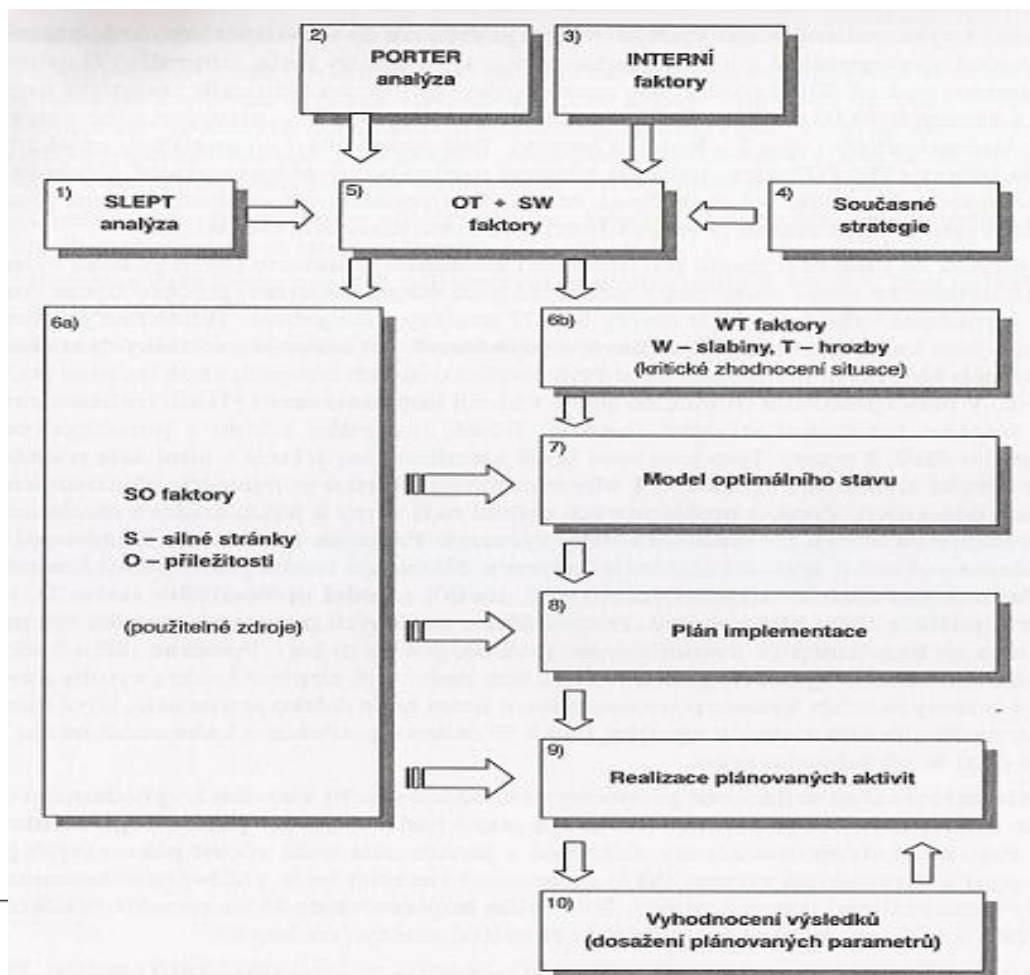 2)
PORTER
analýza
3)
INTERNÍ
faktory
1)
SLEPT
analýza
5)
OT + SW
faktory
4)
Současné
strategie
6a)
SO faktory
S – silné stránky
O – příležitosti
(použitelné zdroje)
6b)
WT faktory
W – slabiny, T – hrozby
(kritické zhodnocení situace)
7)
Model optimálního stavu
8)
Plán implementace
9)
Realizace plánovaných aktivit
10)
Vyhodnocení výsledků
(dosažení plánovaných parametrů)